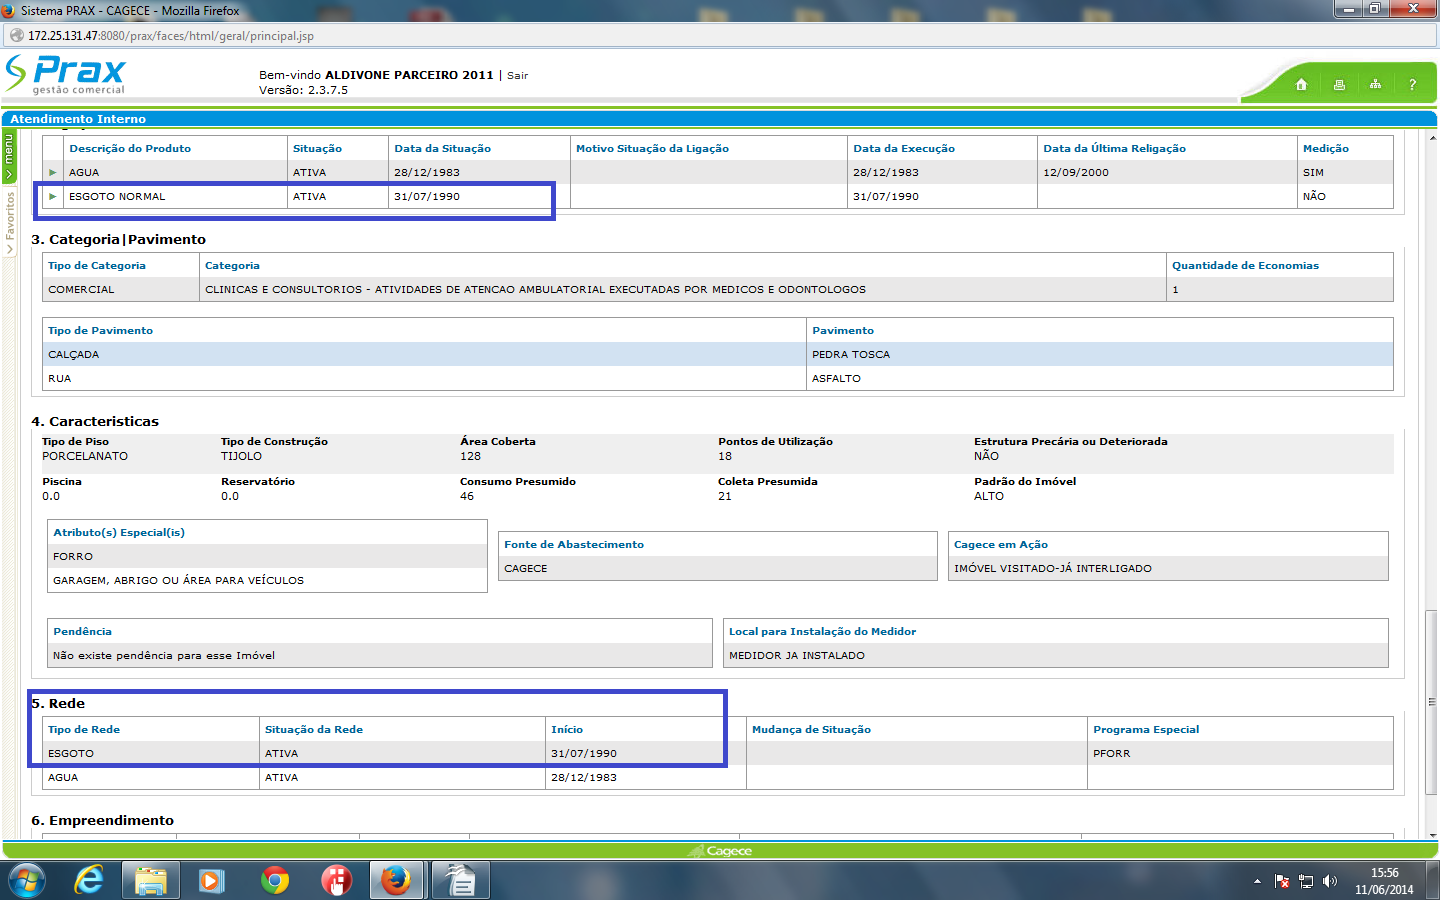 Sistema PRAX - CAGECE - Mozilla Firefox
172.25.131.47:8080/prax/faces/html/geral/principal.jsp
Prax
gestão comercial
Bem-vindo ALDIVONE PARCEIRO 2011 | Sair
Versão: 2.3.7.5
?
Atendimento Interno
menu
Favoritos
Descrição do Produto Situação Data da Situação Motivo Situação da Ligação Data da Execução Data da Última Religação Medição
AGUA ATIVA 28/12/1983 28/12/1983 12/09/2000 SIM
ESGOTO NORMAL ATIVA 31/07/1990 31/07/1990 NÃO
3. Categoria|Pavimento
Tipo de Categoria Categoria Quantidade de Economias
COMERCIAL CLINICAS E CONSULTORIOS - ATIVIDADES DE ATENCAO AMBULATORIAL EXECUTADAS POR MEDICOS E ODONTOLOGOS 1
Tipo de Pavimento Pavimento
CALÇADA PEDRA TOSCA
RUA ASFALTO
4. Caracteristicas
Tipo de Piso Tipo de Construção Área Coberta Pontos de Utilização Estrutura Precária ou Deteriorada
PORCELANATO TIJOLO 128 18 NÃO
Piscina Reservatório Consumo Presumido Coleta Presumida Padrão do Imóvel
0.0 0.0 46 21 ALTO
Atributo(s) Especial(is)
FORRO
GARAGEM, ABRIGO OU ÁREA PARA VEÍCULOS
Fonte de Abastecimento
CAGECE
Cagece em Ação
IMÓVEL VISITADO-JÁ INTERLIGADO
Pendência
Não existe pendência para esse Imóvel
Local para Instalação do Medidor
MEDIDOR JA INSTALADO
5. Rede
Tipo de Rede Situação da Rede Início Mudança de Situação Programa Especial
ESGOTO ATIVA 31/07/1990 PFORR
AGUA ATIVA 28/12/1983
6. Empreendimento
Cagece
15:56
11/06/2014